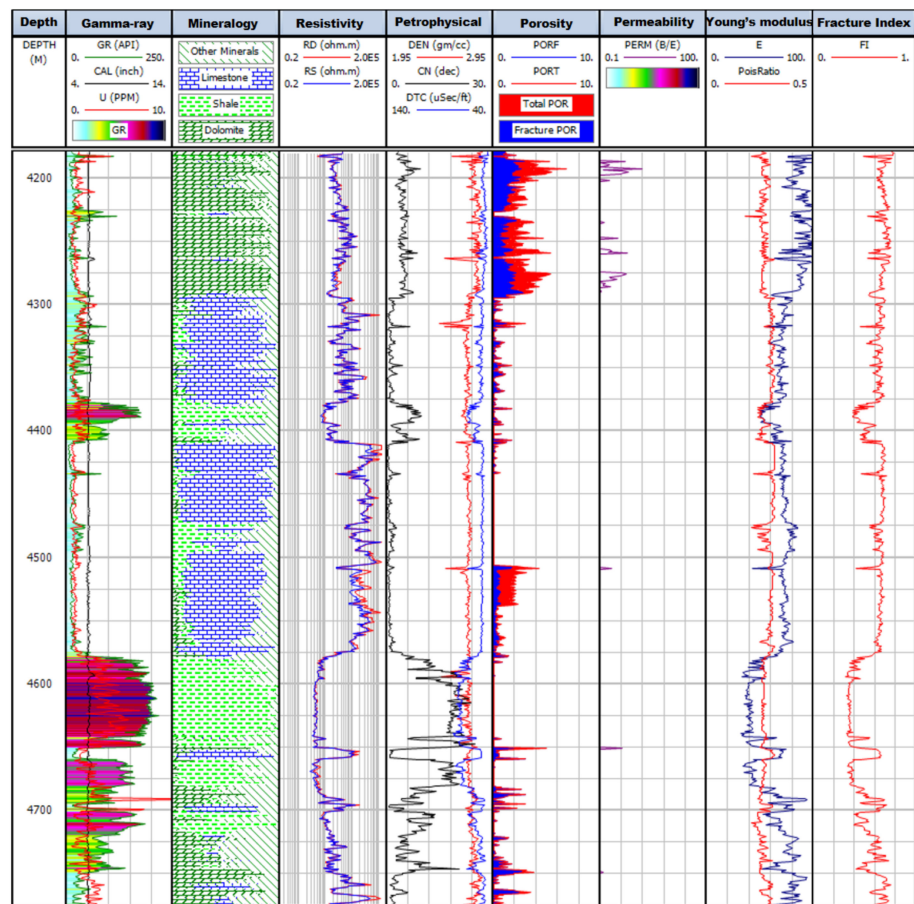 Depth Gamma-ray Mineralogy Resistivity Petrophysical Porosity Permeability Young's modulus Fracture Index
DEPTH (M)
GR (API)
0. 250.
CAL (inch)
4. 14.
U (PPM)
0. 10.
GR
Other Minerals
Limestone
Shale
Dolomite
RD (ohm.m)
0.2 2.0E5
RS (ohm.m)
0.2 2.0E5
DEN (gm/cc)
1.95 2.95
CN (dec)
0. 30.
DTC (uSec/ft)
140. 40.
PORF
0. 10.
PORT
0. 10.
Total POR
Fracture POR
PERM (B/E)
0.1 1000.
E
0. 100.
PoisRatio
0. 0.5
FI
0. 1.
4200
4300
4400
4500
4600
4700